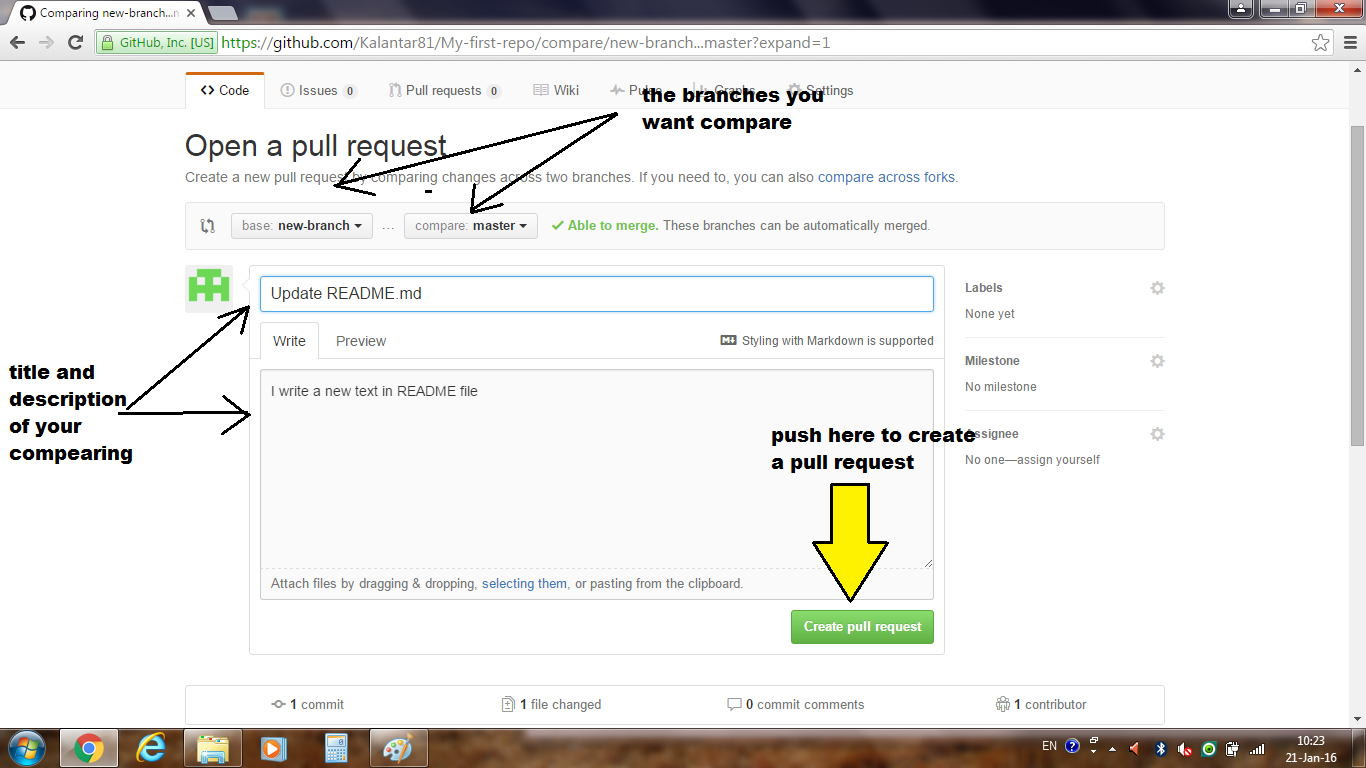 Comparing new-branch...n
GitHub, Inc. [US] https://github.com/Kalantar81/My-first-repo/compare/new-branch...master?expand=1
Code Issues 0 Pull requests 0 Wiki Pulse Graphs Settings
the branches you
want compare
Open a pull request
Create a new pull request by comparing changes across two branches. If you need to, you can also compare across forks.
base: new-branch ... compare: master Able to merge. These branches can be automatically merged.
Update README.md
Labels
None yet
Write Preview Styling with Markdown is supported
Milestone
No milestone
title and
description
of your
compearing
I write a new text in README file
push here to create
a pull request
Assignee
No one—assign yourself
Attach files by dragging & dropping, selecting them, or pasting from the clipboard.
Create pull request
1 commit 1 file changed 0 commit comments 1 contributor
EN 10:23
21-Jan-16